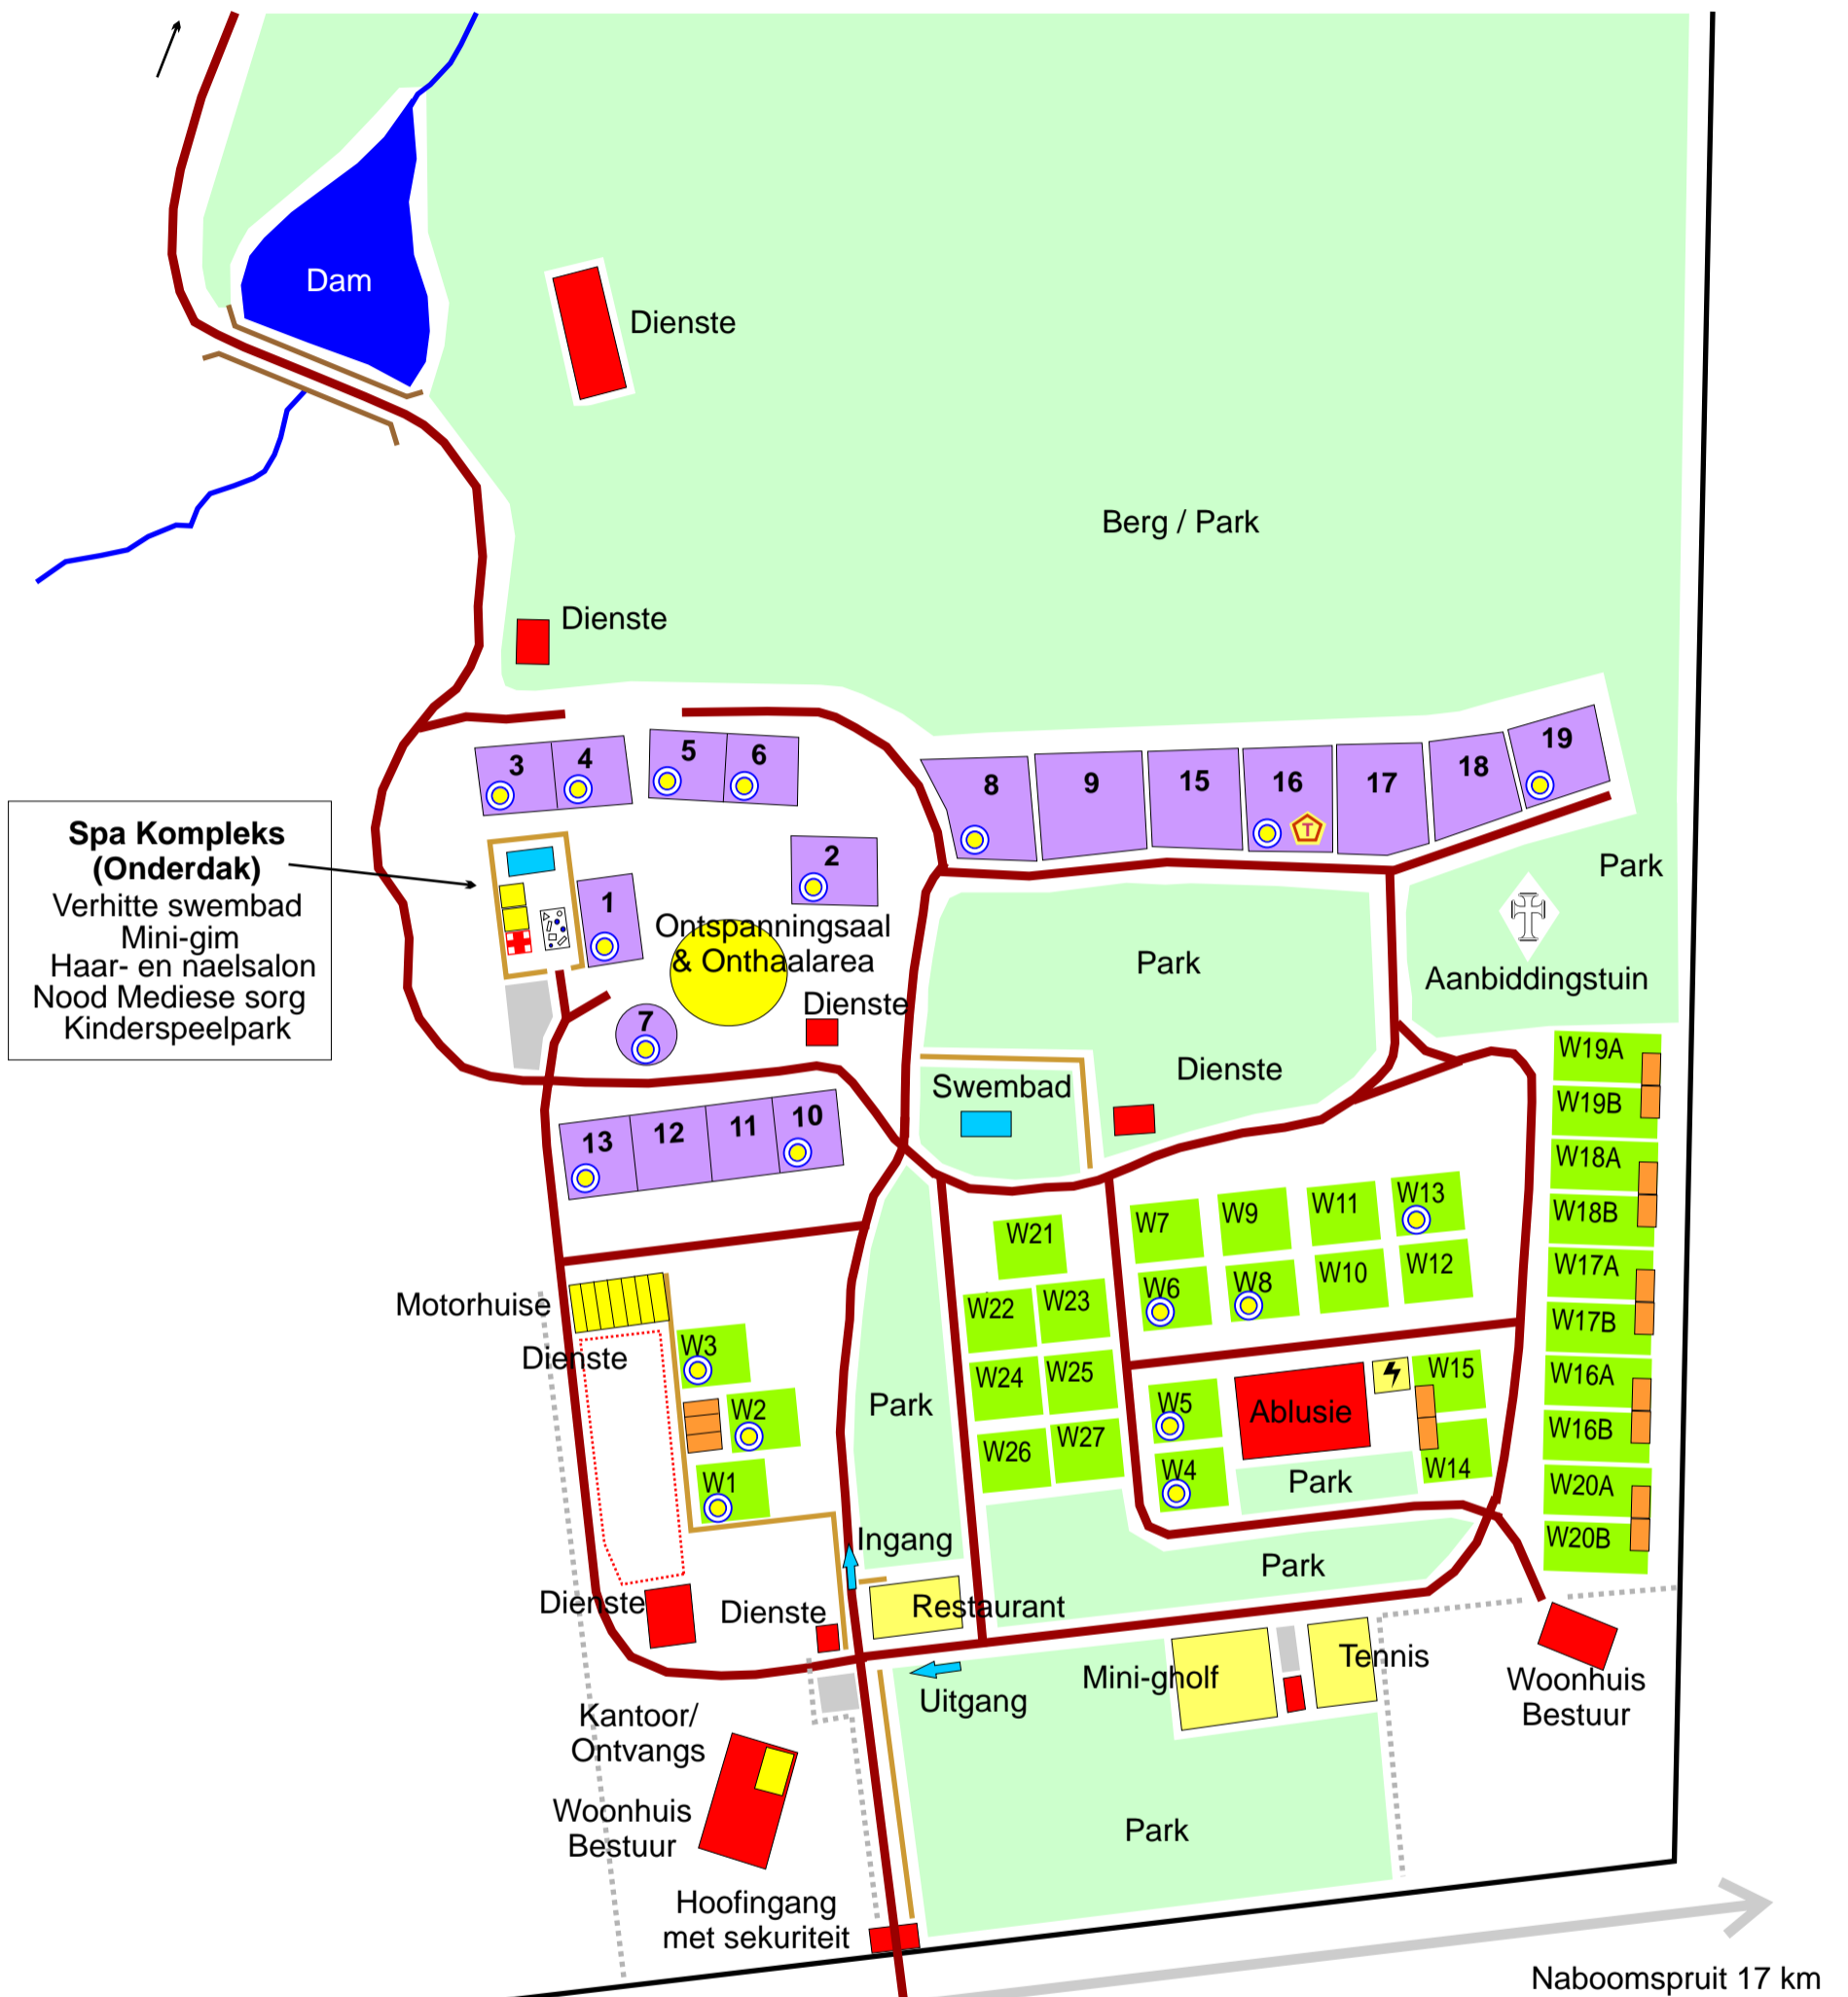 Dam
Dienste
Berg / Park
Dienste
3
4
5
6
8
9
15
16
T
17
18
19
Spa Kompleks
(Onderdak)
Verhitte swembad
Mini-gim
Haar- en naelsalon
Nood Mediese sorg
Kinderspeelpark
1
2
Ontspanningsaal
& Onthaalarea
Dienste
7
Park
Park
Aanbiddingstuin
Swembad
Dienste
13
12
11
10
W19A
W19B
W18A
W18B
W17A
W17B
W16A
W16B
W20A
W20B
W7
W9
W11
W13
W6
W8
W10
W12
W21
W22
W23
W24
W25
W26
W27
Motorhuise
Dienste
W3
W2
W1
Park
W5
Ablusie
W15
W4
Park
W14
Ingang
Park
Dienste
Dienste
Restaurant
Uitgang
Mini-gholf
Tennis
Woonhuis
Bestuur
Kantoor/
Ontvangs
Woonhuis
Bestuur
Park
Hoofingang
met sekuriteit
Naboomspruit 17 km